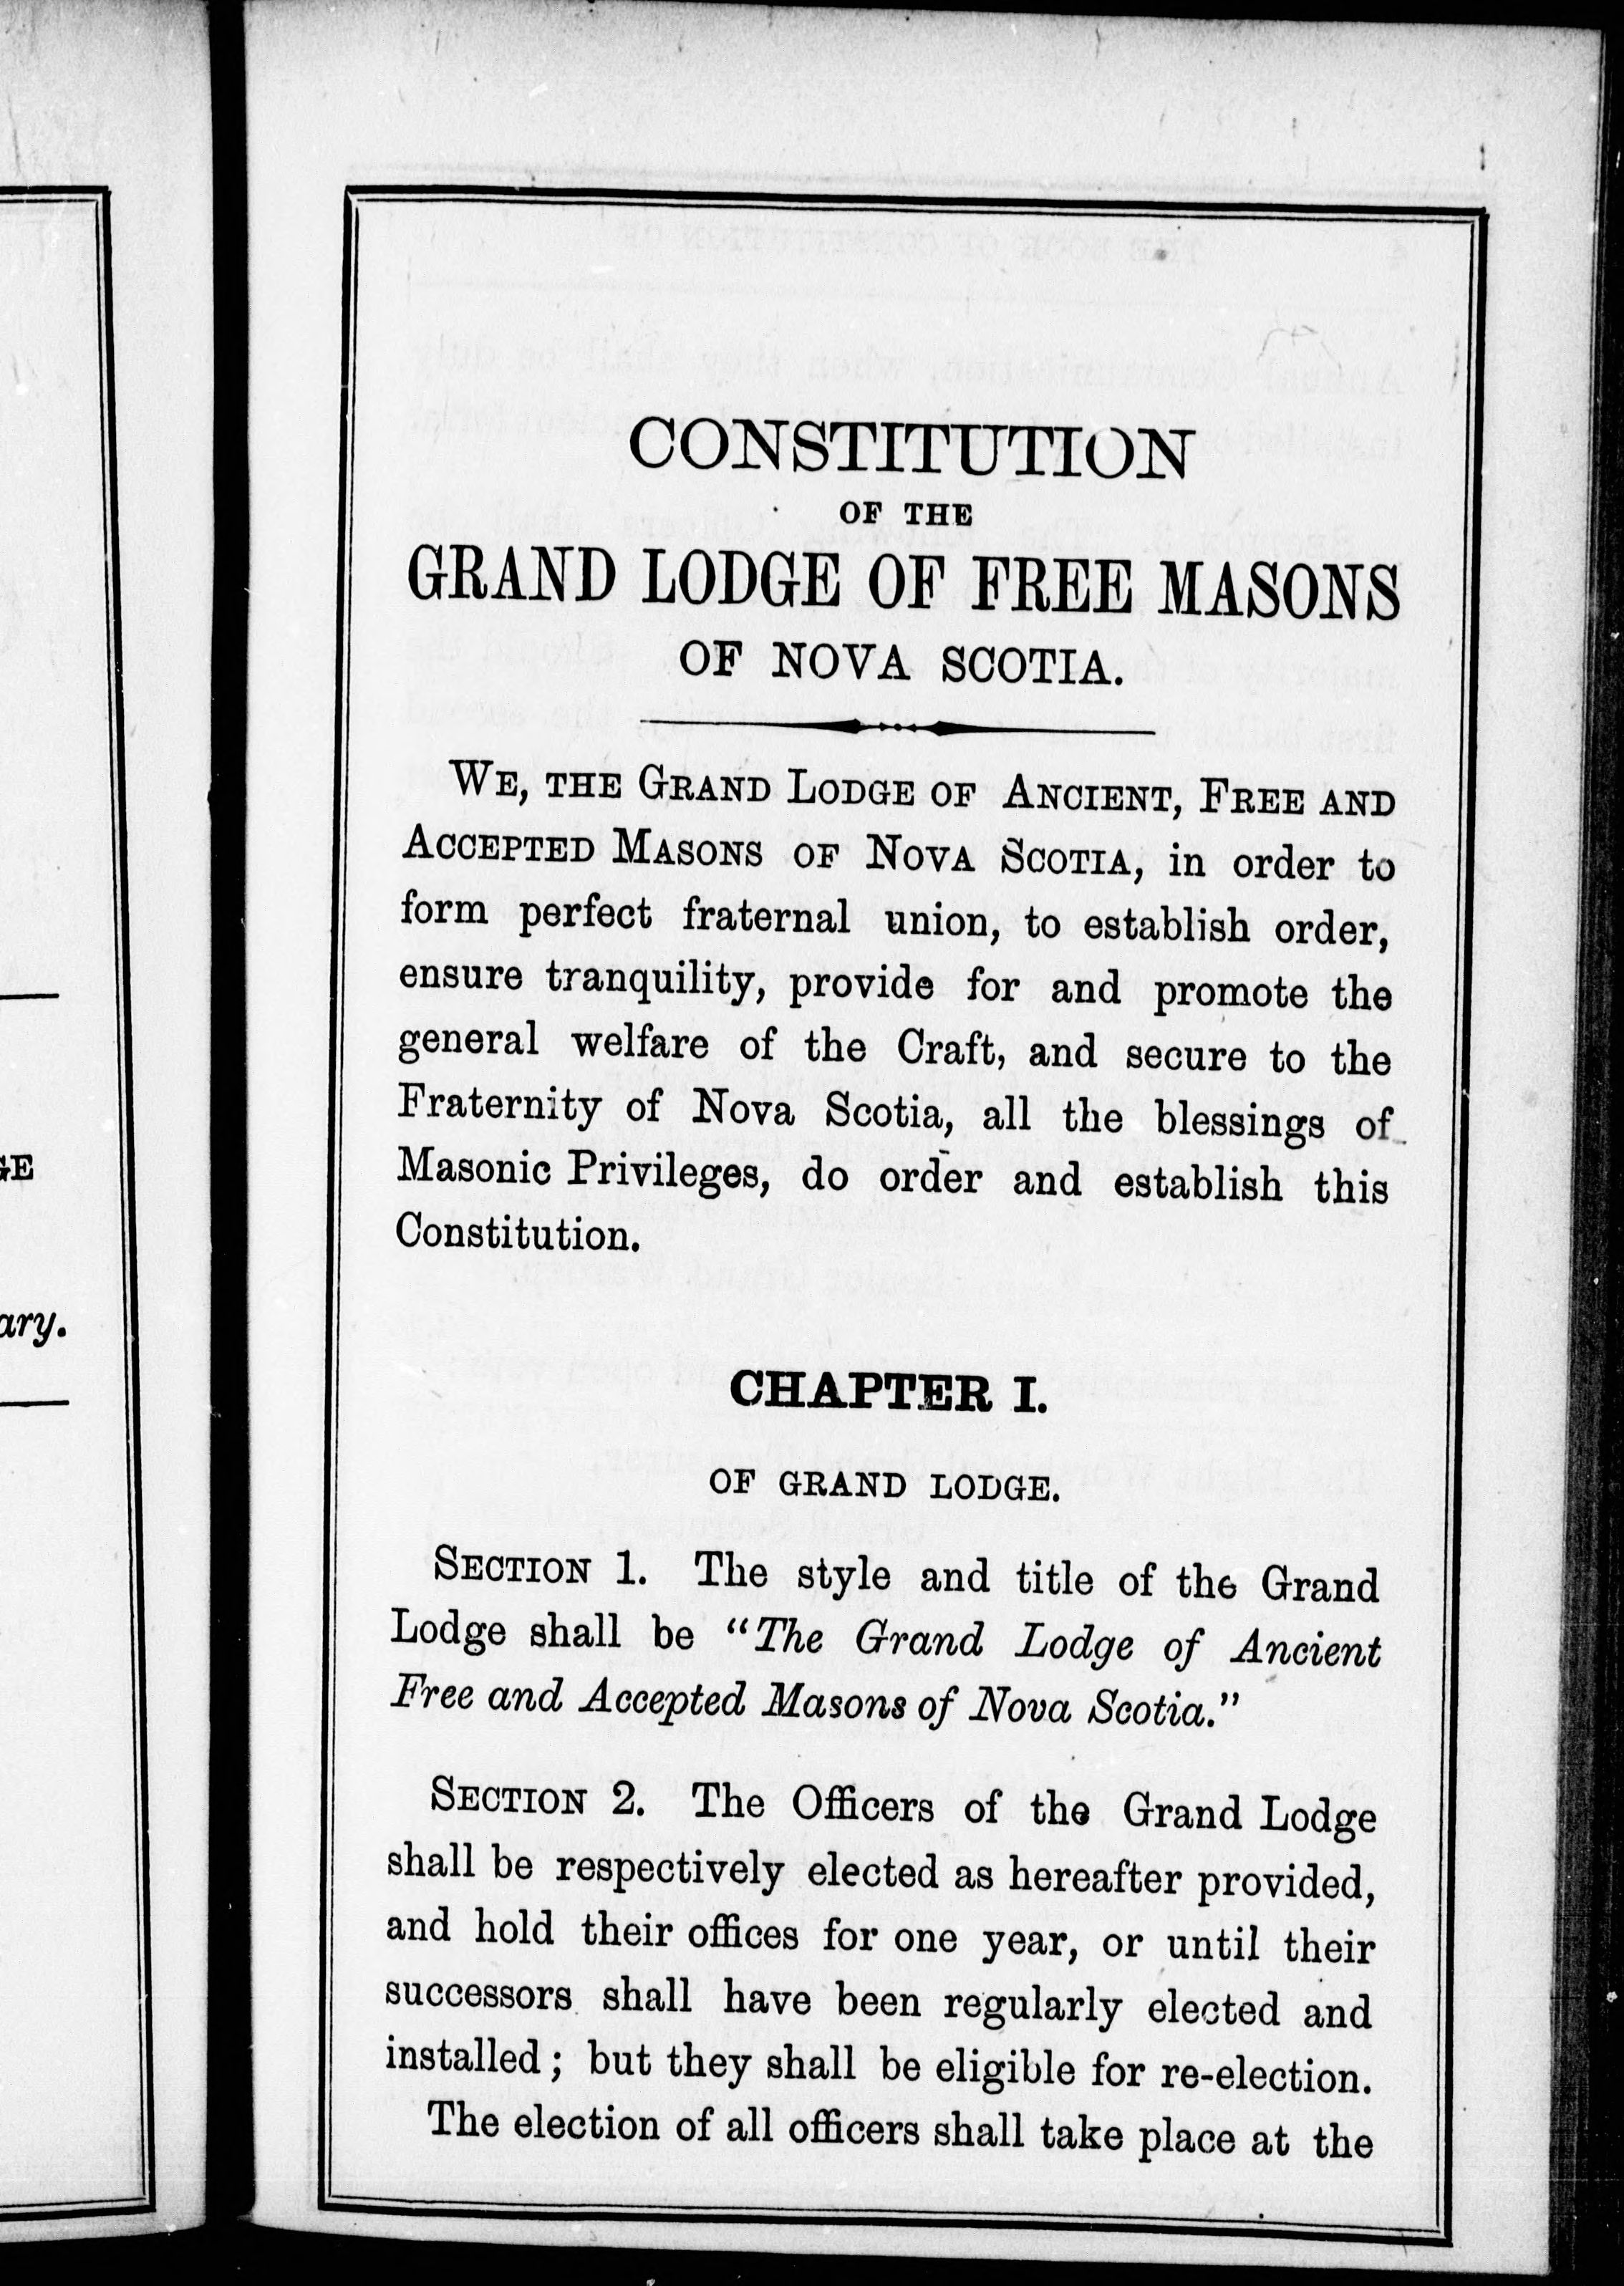 GE
ary.
CONSTITUTION
OF THE
GRAND LODGE OF FREE MASONS
OF NOVA SCOTIA.
WE, THE GRAND LODGE OF ANCIENT, FREE AND
ACCEPTED MASONS OF NOVA SCOTIA, in order to
form perfect fraternal union, to establish order,
ensure tranquility, provide for and promote the
general welfare of the Craft, and secure to the
Fraternity of Nova Scotia, all the blessings of
Masonic Privileges, do order and establish this
Constitution.
CHAPTER I.
OF GRAND LODGE.
SECTION 1. The style and title of the Grand
Lodge shall be "The Grand Lodge of Ancient
Free and Accepted Masons of Nova Scotia."
SECTION 2. The Officers of the Grand Lodge
shall be respectively elected as hereafter provided,
and hold their offices for one year, or until their
successors shall have been regularly elected and
installed; but they shall be eligible for re-election.
The election of all officers shall take place at the